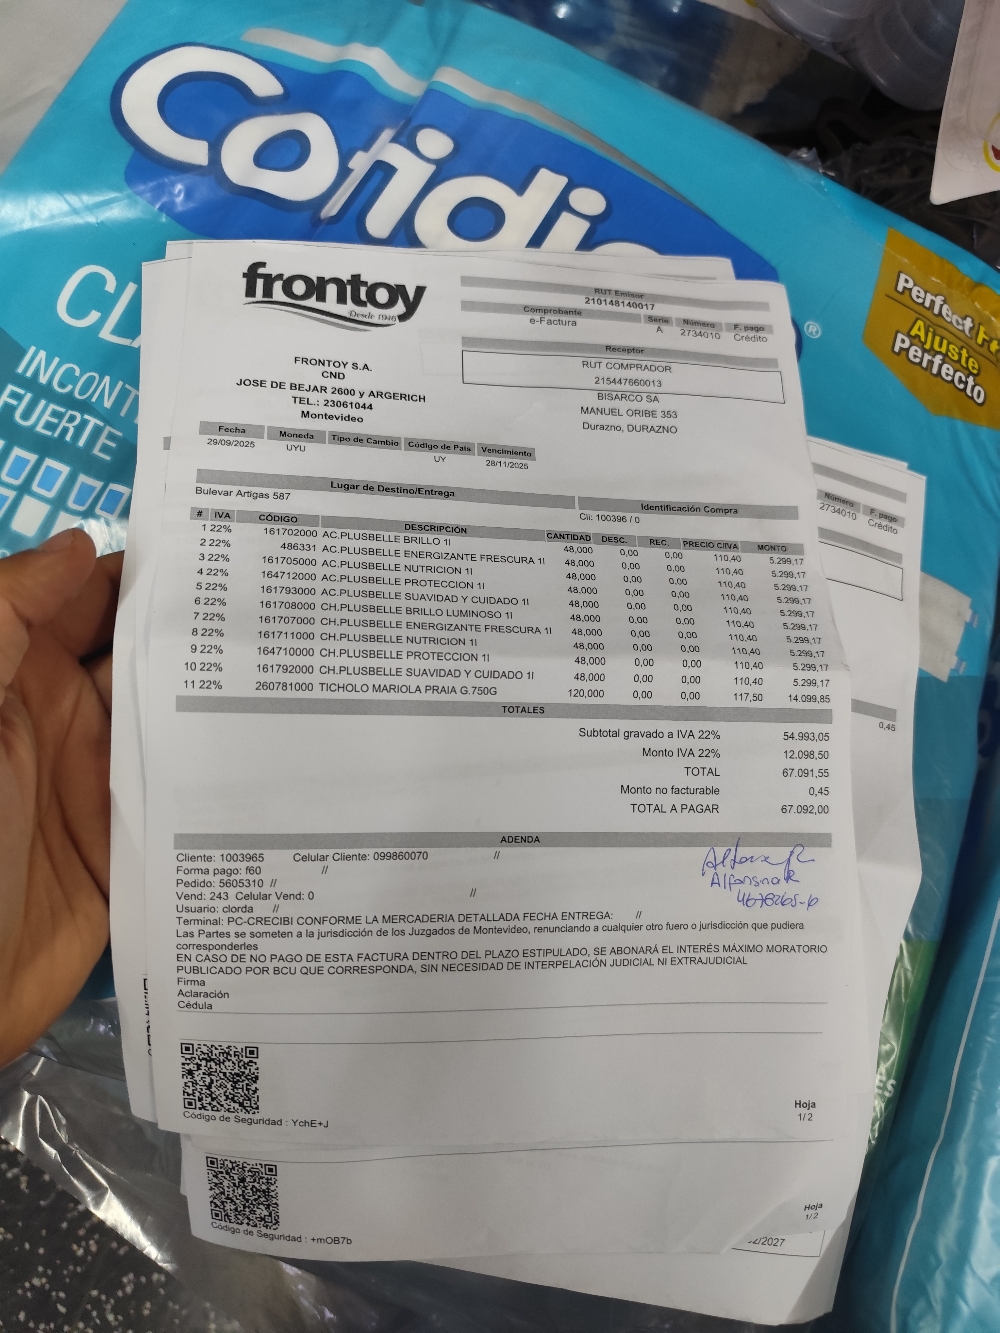 Cotidi
®
CL
INCONT
FUERTE
Perfect F
Ajuste
Perfecto
frontoy
Desde 1946
FRONTOY S.A.
CND
JOSE DE BEJAR 2600 y ARGERICH
TEL.: 23061044
Montevideo
RUT Emisor
210148140017
Comprobante Serie Número F. pago
e-Factura A 2734010 Crédito
Receptor
RUT COMPRADOR
215447660013
BISARCO SA
MANUEL ORIBE 353
Durazno, DURAZNO
Fecha Moneda Tipo de Cambio Código de País Vencimiento
29/09/2025 UYU UY 28/11/2025
Lugar de Destino/Entrega Identificación Compra
Bulevar Artigas 587 Cli: 100396 / 0
# IVA CÓDIGO DESCRIPCIÓN CANTIDAD DESC. REC. PRECIO C/IVA MONTO
1 22% 161702000 AC.PLUSBELLE BRILLO 1l 48,000 0,00 0,00 110,40 5.299,17
2 22% 486331 AC.PLUSBELLE ENERGIZANTE FRESCURA 1l 48,000 0,00 0,00 110,40 5.299,17
3 22% 161705000 AC.PLUSBELLE NUTRICION 1l 48,000 0,00 0,00 110,40 5.299,17
4 22% 164712000 AC.PLUSBELLE PROTECCION 1l 48,000 0,00 0,00 110,40 5.299,17
5 22% 161793000 AC.PLUSBELLE SUAVIDAD Y CUIDADO 1l 48,000 0,00 0,00 110,40 5.299,17
6 22% 161708000 CH.PLUSBELLE BRILLO LUMINOSO 1l 48,000 0,00 0,00 110,40 5.299,17
7 22% 161707000 CH.PLUSBELLE ENERGIZANTE FRESCURA 1l 48,000 0,00 0,00 110,40 5.299,17
8 22% 161711000 CH.PLUSBELLE NUTRICION 1l 48,000 0,00 0,00 110,40 5.299,17
9 22% 164710000 CH.PLUSBELLE PROTECCION 1l 48,000 0,00 0,00 110,40 5.299,17
10 22% 161792000 CH.PLUSBELLE SUAVIDAD Y CUIDADO 1l 48,000 0,00 0,00 110,40 5.299,17
11 22% 260781000 TICHOLO MARIOLA PRAIA G.750G 120,000 0,00 0,00 117,50 14.099,85
TOTALES
Subtotal gravado a IVA 22% 54.993,05
Monto IVA 22% 12.098,50
TOTAL 67.091,55
Monto no facturable 0,45
TOTAL A PAGAR 67.092,00
ADENDA
Cliente: 1003965 Celular Cliente: 099860070 //
Forma pago: f60 //
Pedido: 5605310 //
Vend: 243 Celular Vend: 0 //
Usuario: clorda //
Terminal: PC-CRECIBI CONFORME LA MERCADERIA DETALLADA FECHA ENTREGA: //
Las Partes se someten a la jurisdicción de los Juzgados de Montevideo, renunciando a cualquier otro fuero o jurisdicción que pudiera
corresponderles
EN CASO DE NO PAGO DE ESTA FACTURA DENTRO DEL PLAZO ESTIPULADO, SE ABONARÁ EL INTERÉS MÁXIMO MORATORIO
PUBLICADO POR BCU QUE CORRESPONDA, SIN NECESIDAD DE INTERPELACIÓN JUDICIAL NI EXTRAJUDICIAL
Firma
Aclaración
Cédula
Código de Seguridad : YchE+J
Hoja
1/2
Número F. pago
2734010 Crédito
0,45
Código de Seguridad : +mOB7b
Hoja
1/2
/2027